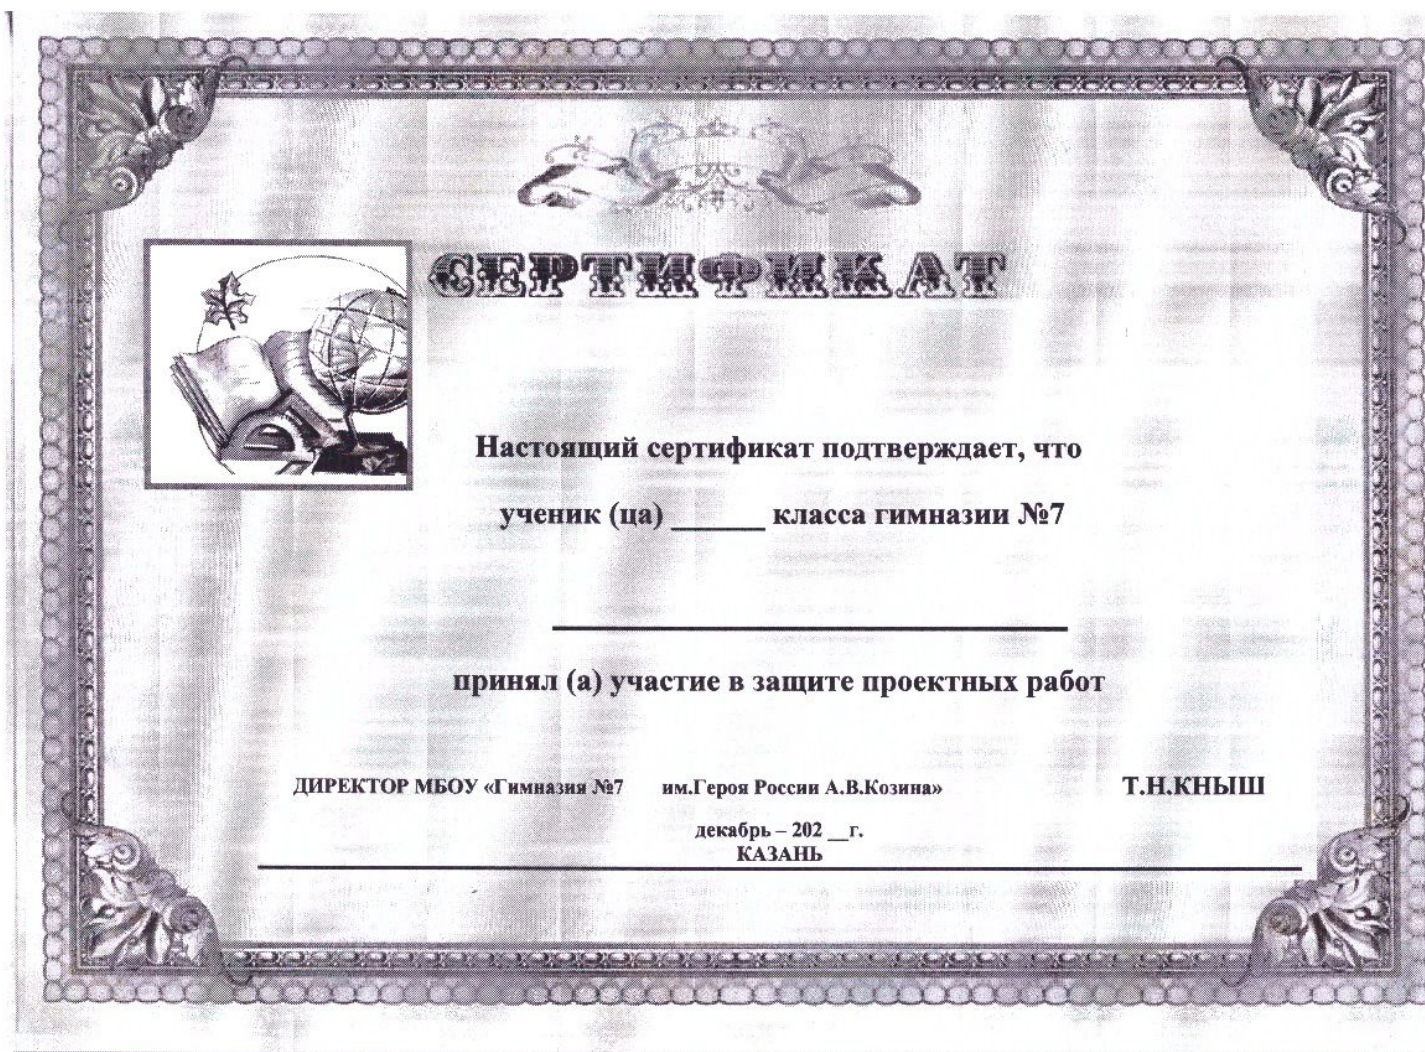 СЕРТИФИКАТ
Настоящий сертификат подтверждает, что
ученик (ца) ______ класса гимназии №7
принял (а) участие в защите проектных работ
ДИРЕКТОР МБОУ «Гимназия №7 им.Героя России А.В.Козина» Т.Н.КНЫШ
декабрь – 202 __г.
КАЗАНЬ